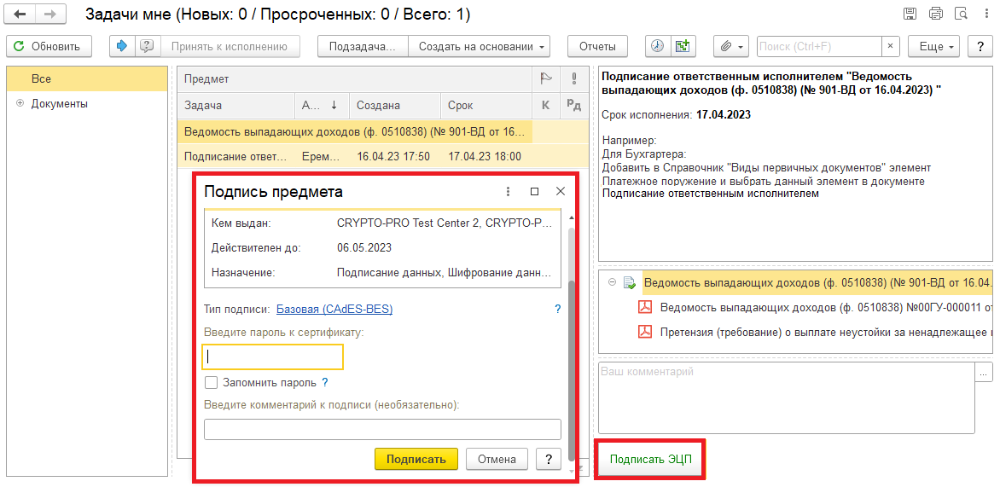 Задачи мне (Новых: 0 / Просроченных: 0 / Всего: 1)
Обновить
Принять к исполнению
Подзадача...
Создать на основании
Отчеты
Поиск (Ctrl+F)
×
Еще
?
Все
Документы
Предмет
Задача
А...
Создана
Срок
К
Рд
Ведомость выпадающих доходов (ф. 0510838) (№ 901-ВД от 16...
Подписание ответ...
Ерем...
16.04.23 17:50
17.04.23 18:00
Подпись предмета
Кем выдан:
CRYPTO-PRO Test Center 2, CRYPTO-P...
Действителен до:
06.05.2023
Назначение:
Подписание данных, Шифрование данн...
Тип подписи: Базовая (CAdES-BES)
?
Введите пароль к сертификату:
Запомнить пароль ?
Введите комментарий к подписи (необязательно):
Подписать
Отмена
?
Подписание ответственным исполнителем "Ведомость
выпадающих доходов (ф. 0510838) (№ 901-ВД от 16.04.2023) "
Срок исполнения: 17.04.2023
Например:
Для Бухгалтера:
Добавить в Справочник "Виды первичных документов" элемент
Платежное поружение и выбрать данный элемент в документе
Подписание ответственным исполнителем
Ведомость выпадающих доходов (ф. 0510838) (№ 901-ВД от 16.04.
Ведомость выпадающих доходов (ф. 0510838) №00ГУ-000011 от
Претензия (требование) о выплате неустойки за ненадлежащее
Ваш комментарий
...
Подписать ЭЦП